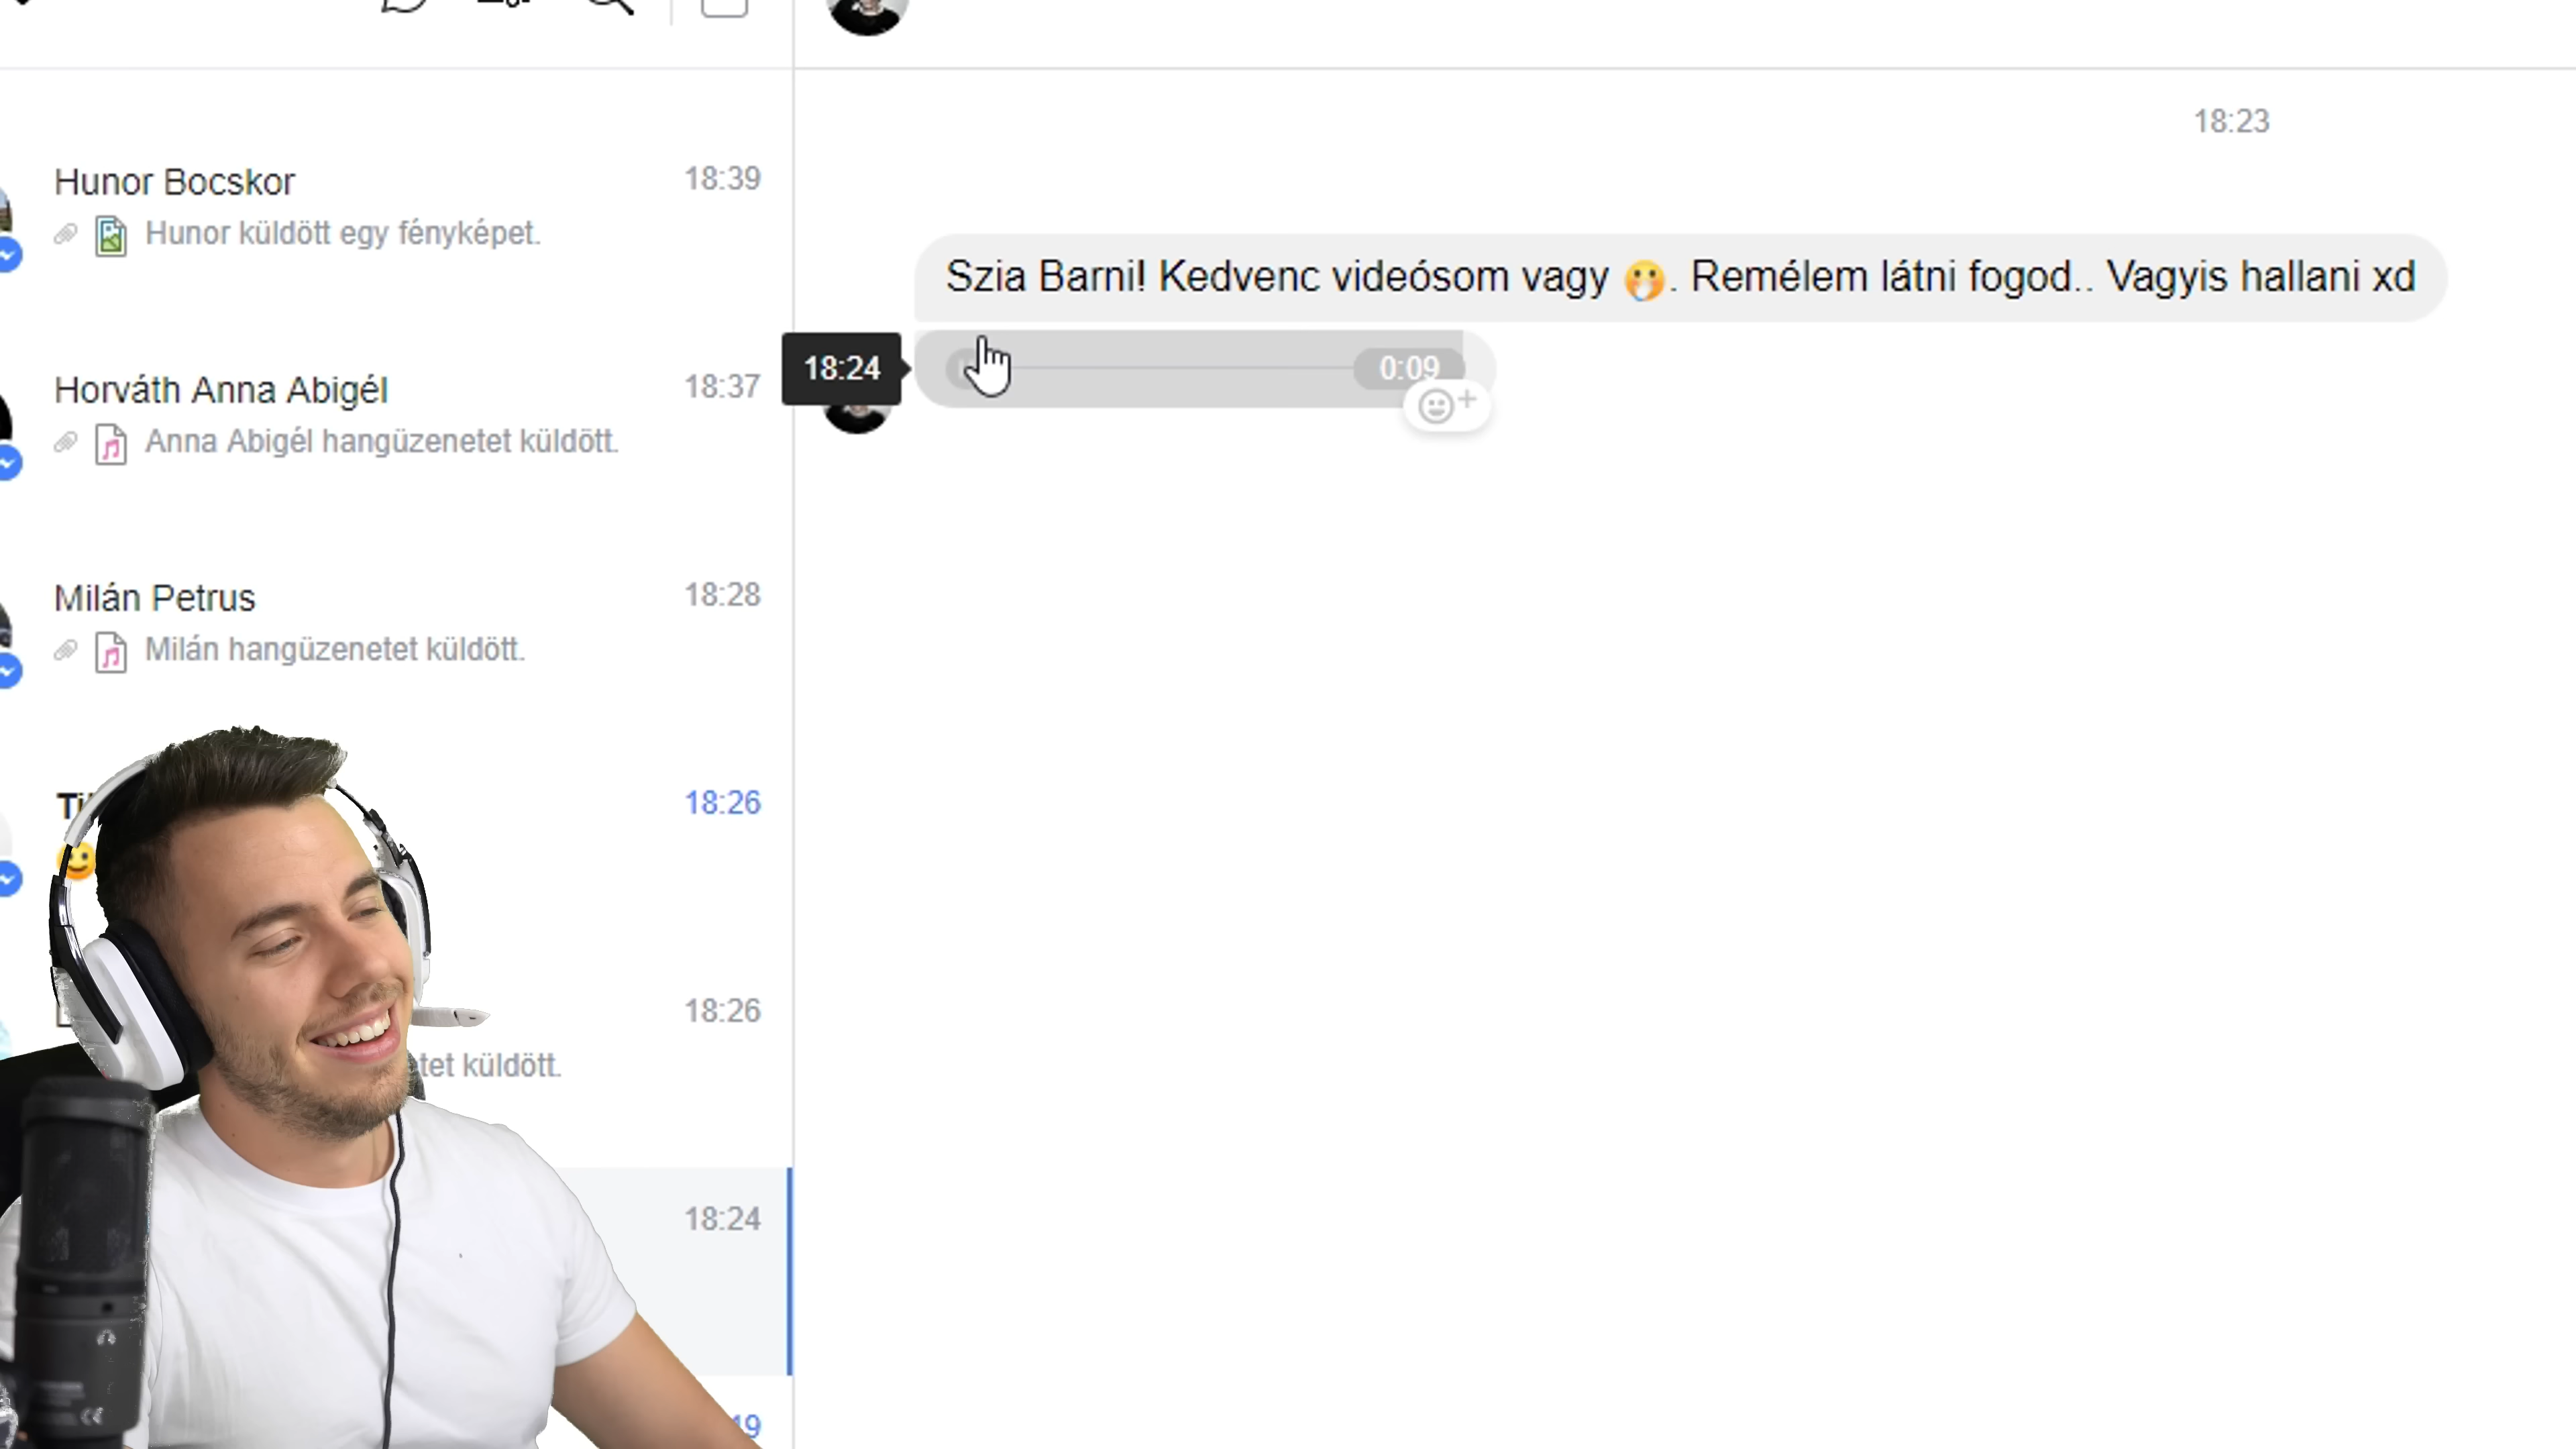 Hunor Bocskor
18:39
Hunor küldött egy fényképet.
Horváth Anna Abigél
18:37
Anna Abigél hangüzenetet küldött.
Milán Petrus
18:28
Milán hangüzenetet küldött.
18:26
18:26
küldött.
18:24
18:23
Szia Barni! Kedvenc videósom vagy 🤭. Remélem látni fogod.. Vagyis hallani xd
18:24
0:09